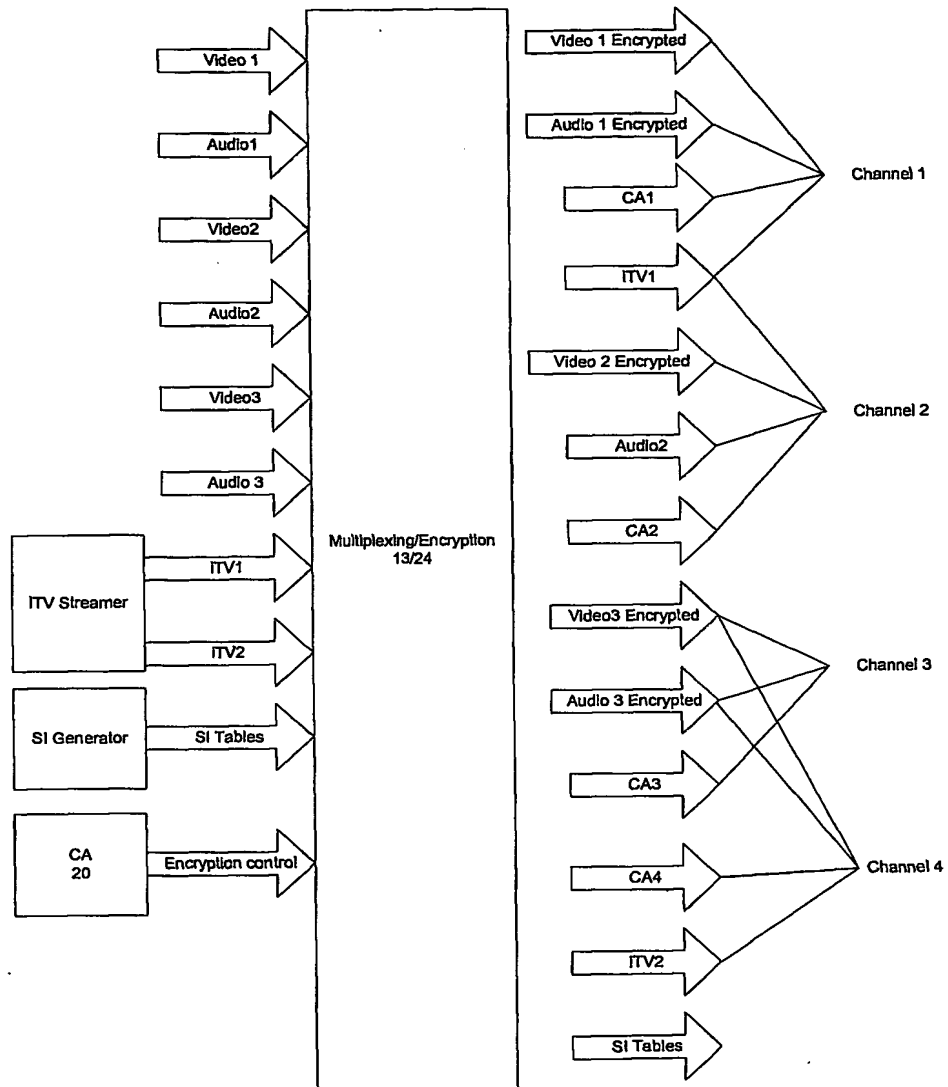 Video 1
Audio1
Video2
Audio2
Video3
Audio 3
ITV Streamer
ITV1
ITV2
SI Generator
SI Tables
CA
20
Encryption control
Multiplexing/Encryption
13/24
Video 1 Encrypted
Audio 1 Encrypted
CA1
ITV1
Video 2 Encrypted
Audio2
CA2
Video3 Encrypted
Audio 3 Encrypted
CA3
CA4
ITV2
SI Tables
Channel 1
Channel 2
Channel 3
Channel 4